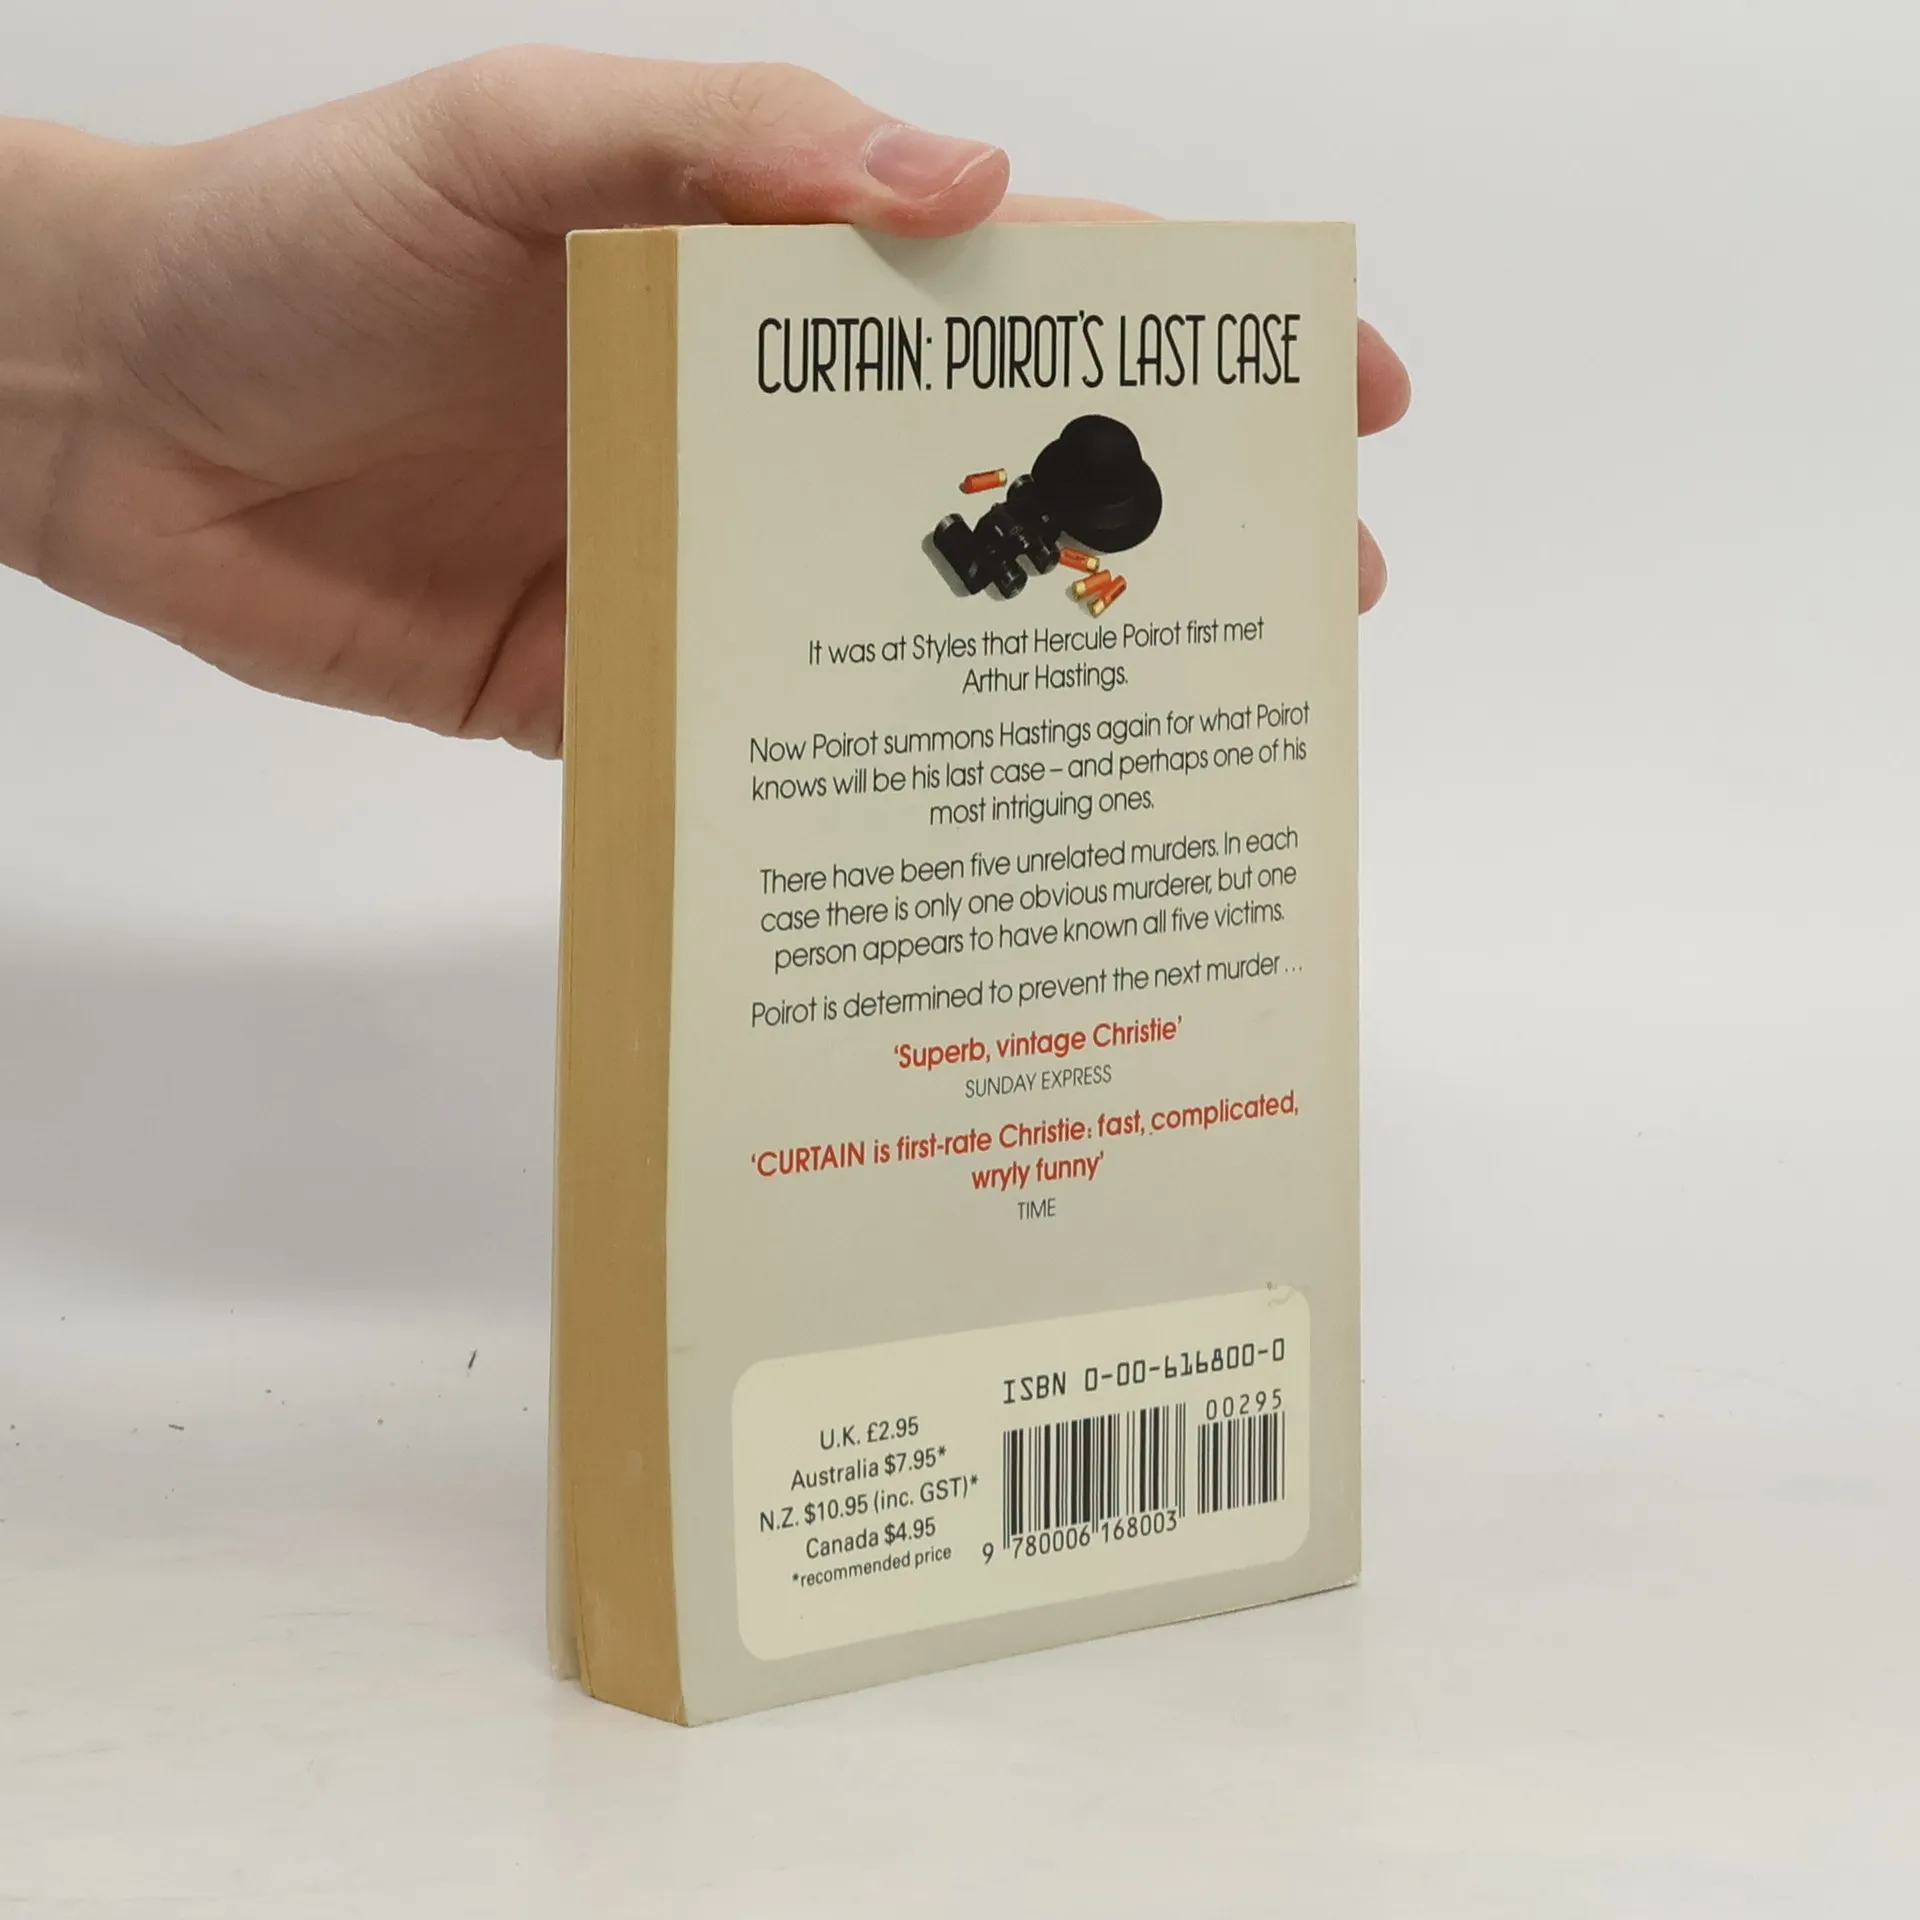 CURTAIN: POIROT'S LAST CASE
It was at Styles that Hercule Poirot first met
Arthur Hastings.
Now Poirot summons Hastings again for what Poirot
knows will be his last case – and perhaps one of his
most intriguing ones.
There have been five unrelated murders. In each
case there is only one obvious murderer, but one
person appears to have known all five victims.
Poirot is determined to prevent the next murder ...
'Superb, vintage Christie'
SUNDAY EXPRESS
'CURTAIN is first-rate Christie: fast, complicated,
wryly funny'
TIME
U.K. £2.95
Australia $7.95*
N.Z. $10.95 (inc. GST)*
Canada $4.95
*recommended price
ISBN 0-00-616800-0
00295
9 780006 168003